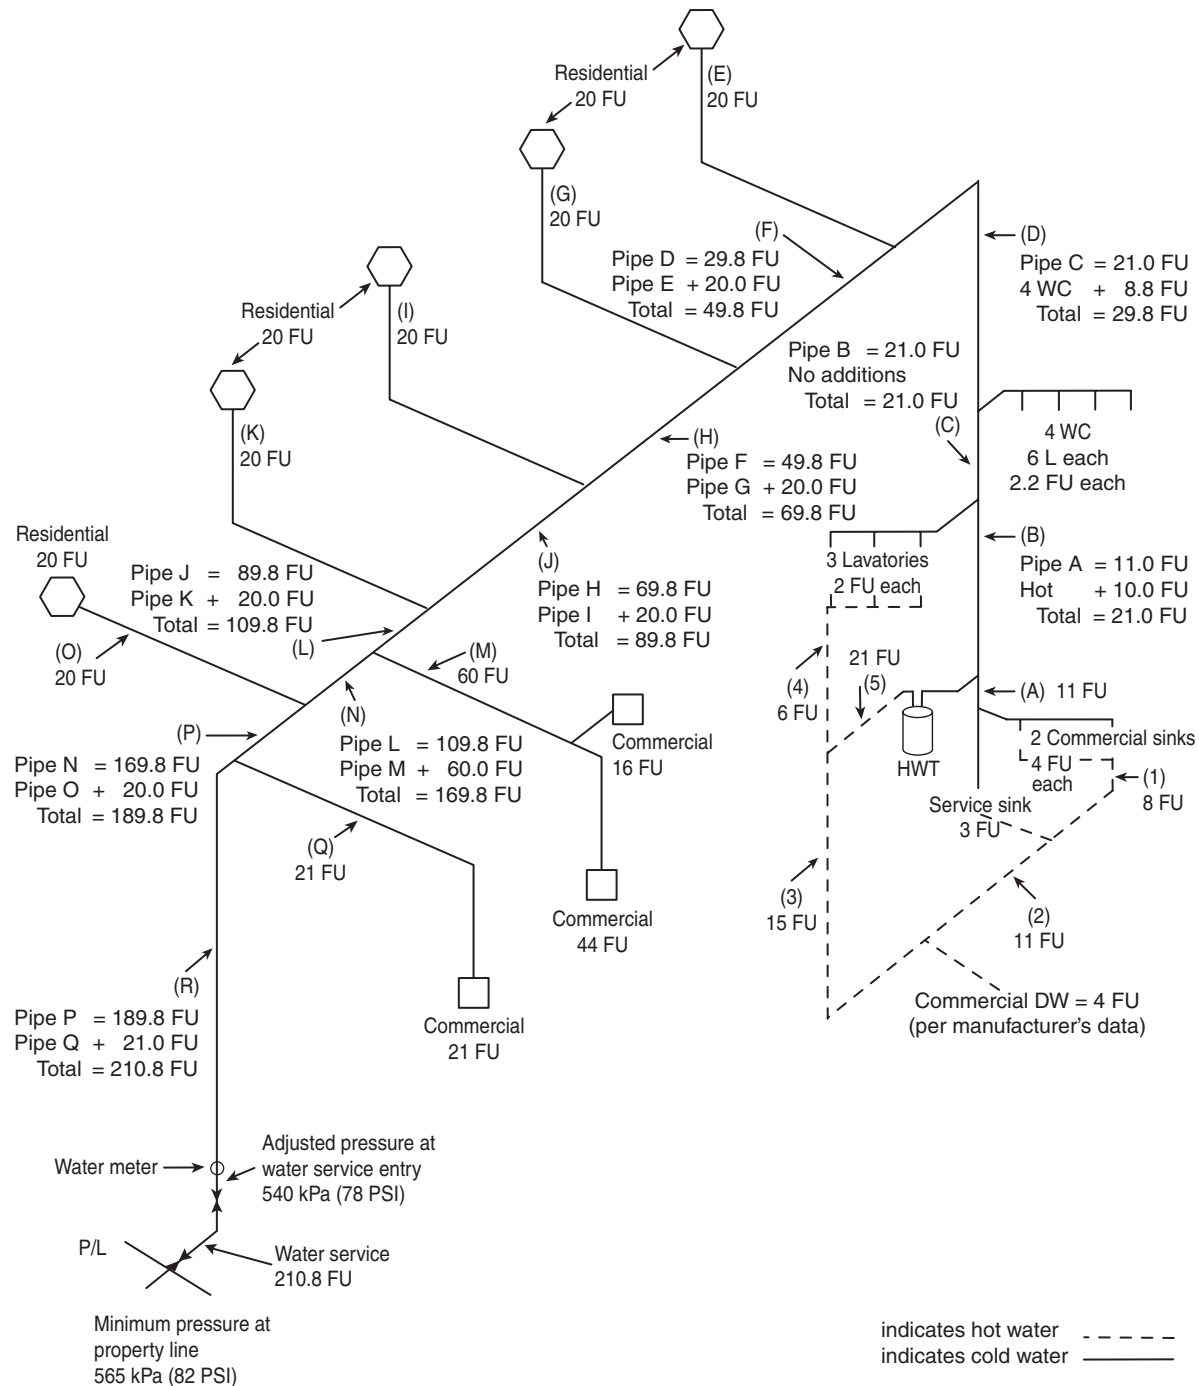 (E)
20 FU
Residential
20 FU
(G)
20 FU
(F)
Pipe D = 29.8 FU
Pipe E + 20.0 FU
Total = 49.8 FU
(D)
Pipe C = 21.0 FU
4 WC + 8.8 FU
Total = 29.8 FU
Residential
20 FU
(I)
20 FU
Pipe B = 21.0 FU
No additions
Total = 21.0 FU
(C)
4 WC
6 L each
2.2 FU each
(K)
20 FU
(H)
Pipe F = 49.8 FU
Pipe G + 20.0 FU
Total = 69.8 FU
Residential
20 FU
Pipe J = 89.8 FU
Pipe K + 20.0 FU
Total = 109.8 FU
(L)
(J)
Pipe H = 69.8 FU
Pipe I + 20.0 FU
Total = 89.8 FU
3 Lavatories
2 FU each
(B)
Pipe A = 11.0 FU
Hot + 10.0 FU
Total = 21.0 FU
(O)
20 FU
(M)
60 FU
(4)
6 FU
21 FU
(5)
(A) 11 FU
HWT
2 Commercial sinks
4 FU
each
(1)
8 FU
Service sink
3 FU
(P)
Pipe N = 169.8 FU
Pipe O + 20.0 FU
Total = 189.8 FU
(N)
Pipe L = 109.8 FU
Pipe M + 60.0 FU
Total = 169.8 FU
Commercial
16 FU
(Q)
21 FU
Commercial
44 FU
(3)
15 FU
(2)
11 FU
Commercial DW = 4 FU
(per manufacturer's data)
(R)
Pipe P = 189.8 FU
Pipe Q + 21.0 FU
Total = 210.8 FU
Commercial
21 FU
Water meter
Adjusted pressure at
water service entry
540 kPa (78 PSI)
P/L
Water service
210.8 FU
Minimum pressure at
property line
565 kPa (82 PSI)
indicates hot water
indicates cold water